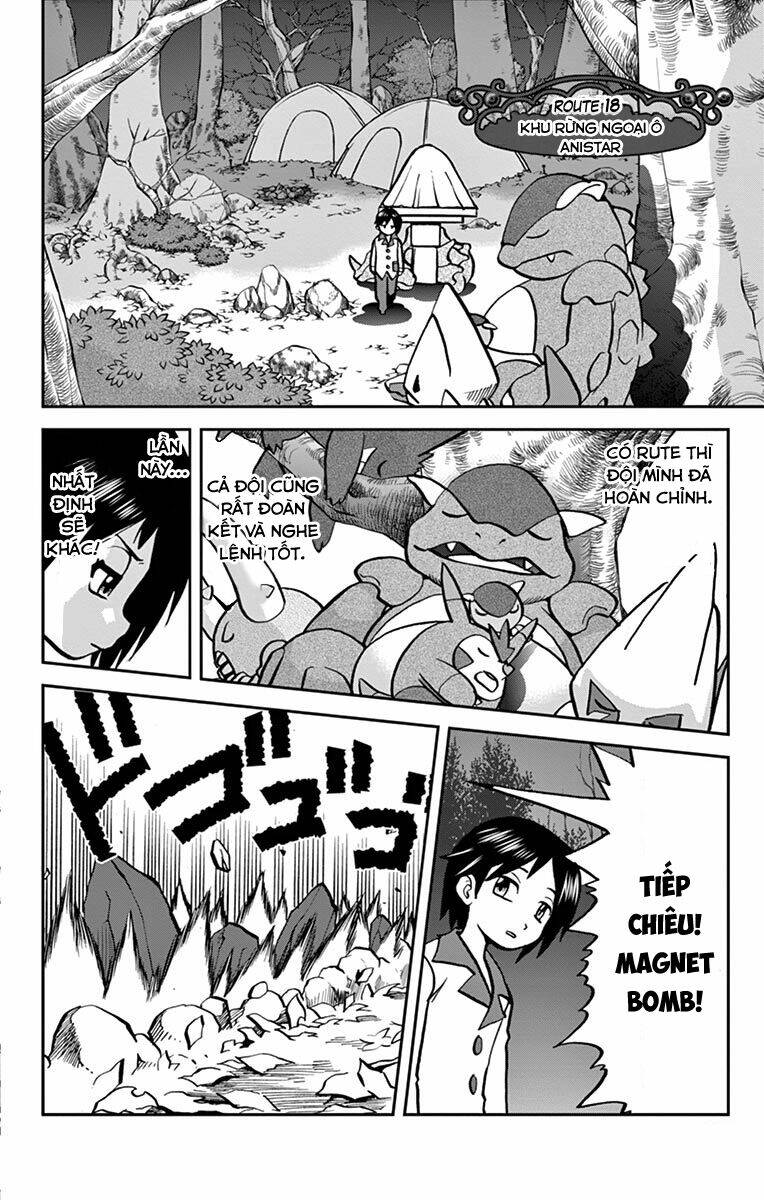 ROUTE 18
KHU RỪNG NGOẠI Ô
ANISTAR
CÓ RUTE THÌ
ĐỘI MÌNH ĐÃ
HOÀN CHỈNH.
CẢ ĐỘI CŨNG
RẤT ĐOÀN
KẾT VÀ NGHE
LỆNH TỐT.
LẦN
NÀY...
NHẤT
ĐỊNH
SẼ
KHÁC!
TIẾP
CHIÊU!
MAGNET
BOMB!
ドゴゴゴ